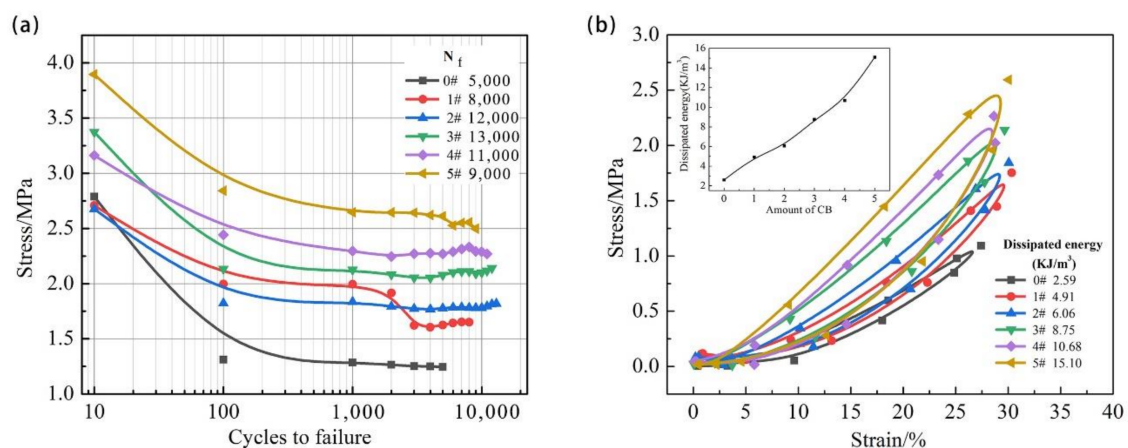 (a)
4.0
3.5
3.0
2.5
2.0
1.5
1.0
Stress/MPa
10
100
1,000
10,000
Cycles to failure
N f
0# 5,000
1# 8,000
2# 12,000
3# 13,000
4# 11,000
5# 9,000
(b)
3.0
2.5
2.0
1.5
1.0
0.5
0.0
Stress/MPa
0 5 10 15 20 25 30 35 40
Strain/%
16
14
12
10
8
6
4
2
Dissipated energy(KJ/m³)
0 1 2 3 4 5
Amount of CB
Dissipated energy
(KJ/m³)
0# 2.59
1# 4.91
2# 6.06
3# 8.75
4# 10.68
5# 15.10